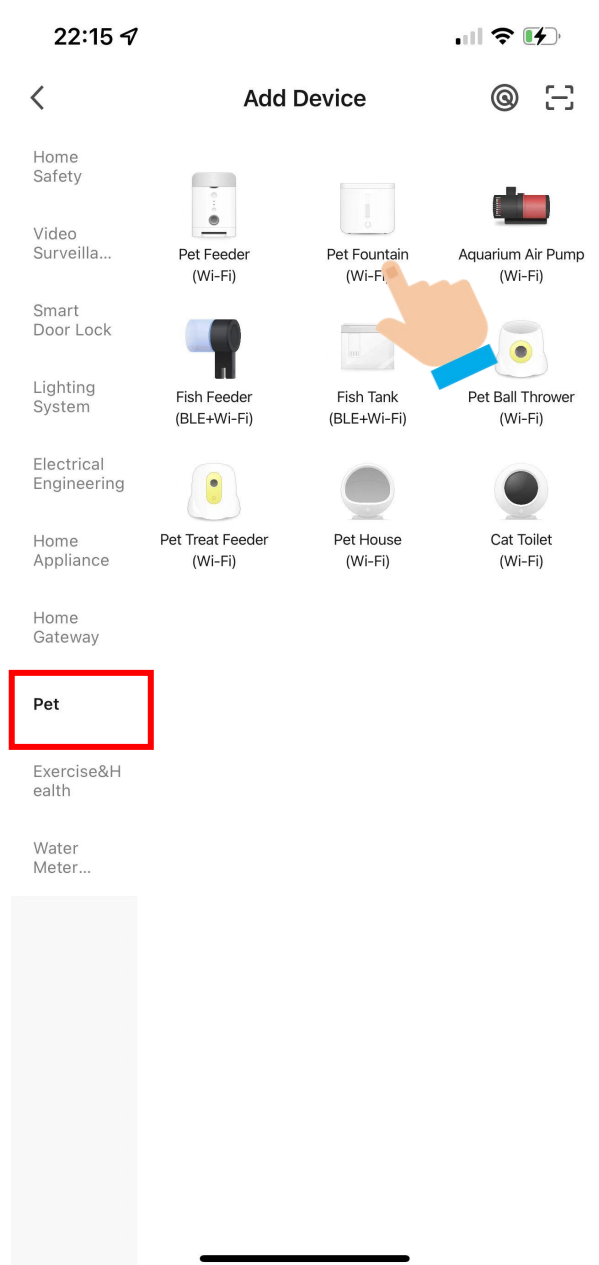 22:15
Add Device
Home
Safety
Video
Surveilla...
Smart
Door Lock
Lighting
System
Electrical
Engineering
Home
Appliance
Home
Gateway
Pet
Exercise&H
ealth
Water
Meter...
Pet Feeder
(Wi-Fi)
Pet Fountain
(Wi-Fi)
Aquarium Air Pump
(Wi-Fi)
Fish Feeder
(BLE+Wi-Fi)
Fish Tank
(BLE+Wi-Fi)
Pet Ball Thrower
(Wi-Fi)
Pet Treat Feeder
(Wi-Fi)
Pet House
(Wi-Fi)
Cat Toilet
(Wi-Fi)